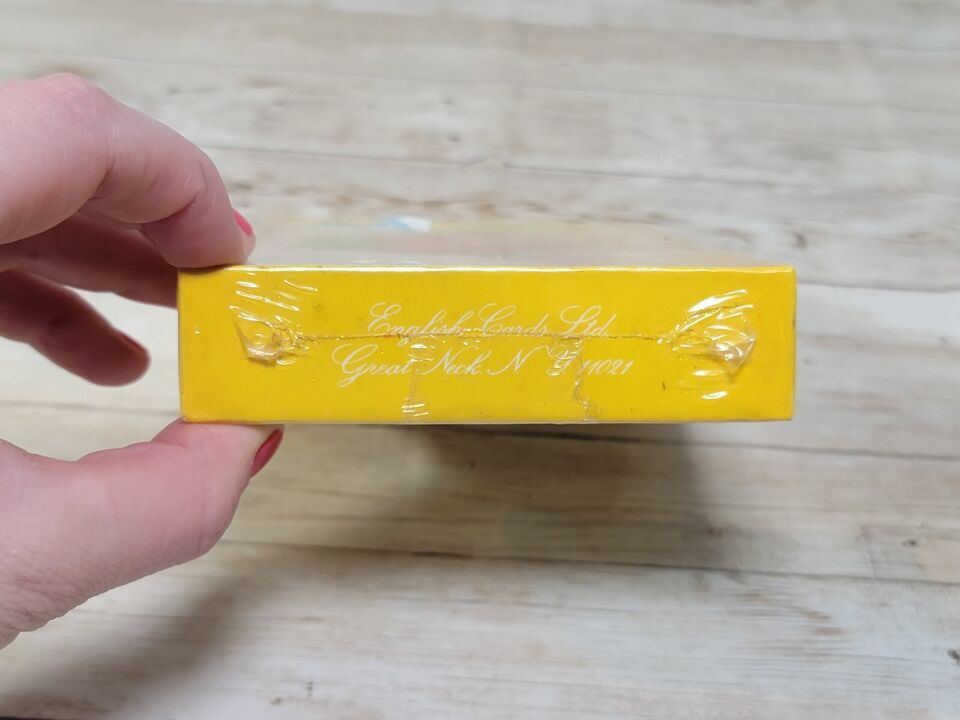 English Cards Ltd.
Great Neck N Y 11021